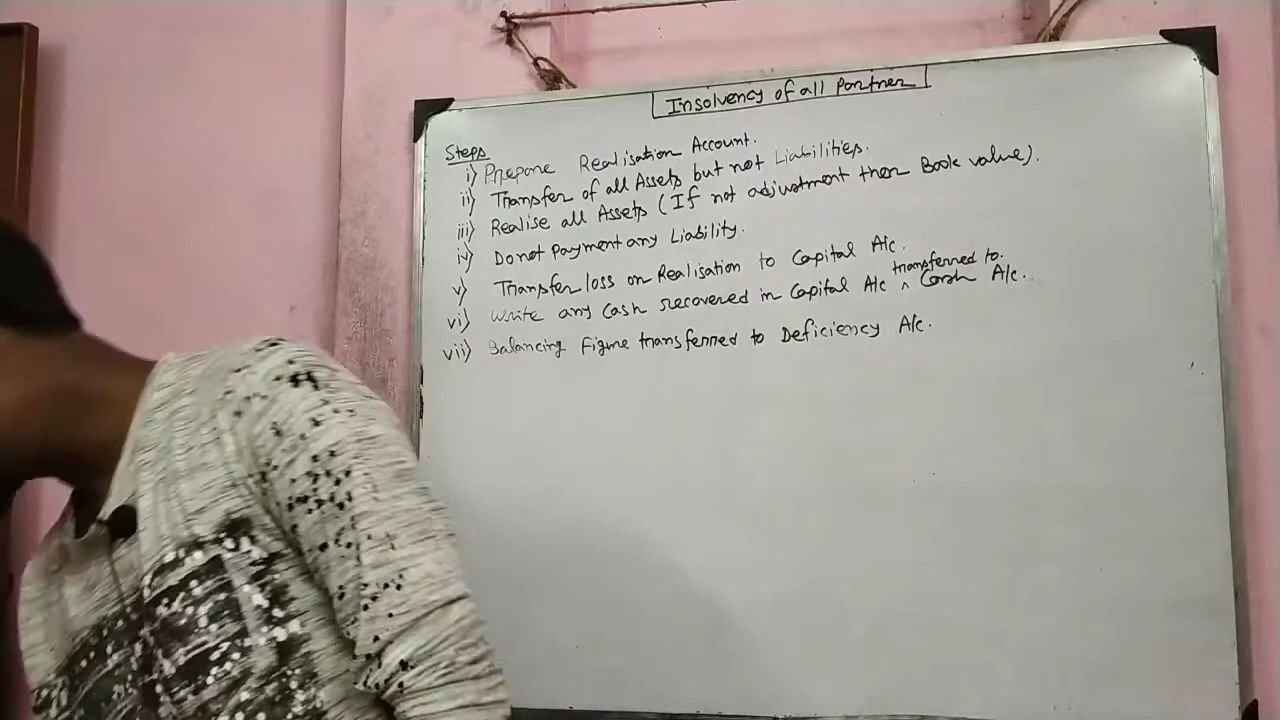 Insolvency of all Partner
Steps
i) Prepare Realisation Account.
ii) Transfer of all Assets but not Liabilities.
iii) Realise all Assets (If not adjustment then Book value).
iv) Do not Payment any Liability.
v) Transfer loss on Realisation to Capital A/c.
vi) Write any Cash recovered in Capital A/c ^ transferred to. Cash A/c.
vii) Balancing Figure transferred to Deficiency A/c.